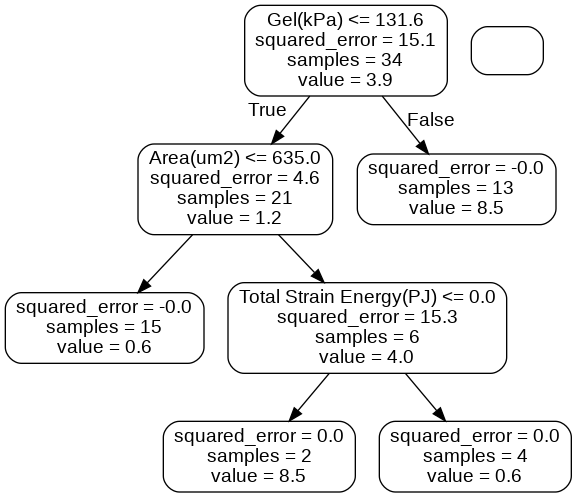 Gel(kPa) <= 131.6
squared_error = 15.1
samples = 34
value = 3.9
True
False
Area(um2) <= 635.0
squared_error = 4.6
samples = 21
value = 1.2
squared_error = -0.0
samples = 13
value = 8.5
squared_error = -0.0
samples = 15
value = 0.6
Total Strain Energy(PJ) <= 0.0
squared_error = 15.3
samples = 6
value = 4.0
squared_error = 0.0
samples = 2
value = 8.5
squared_error = 0.0
samples = 4
value = 0.6